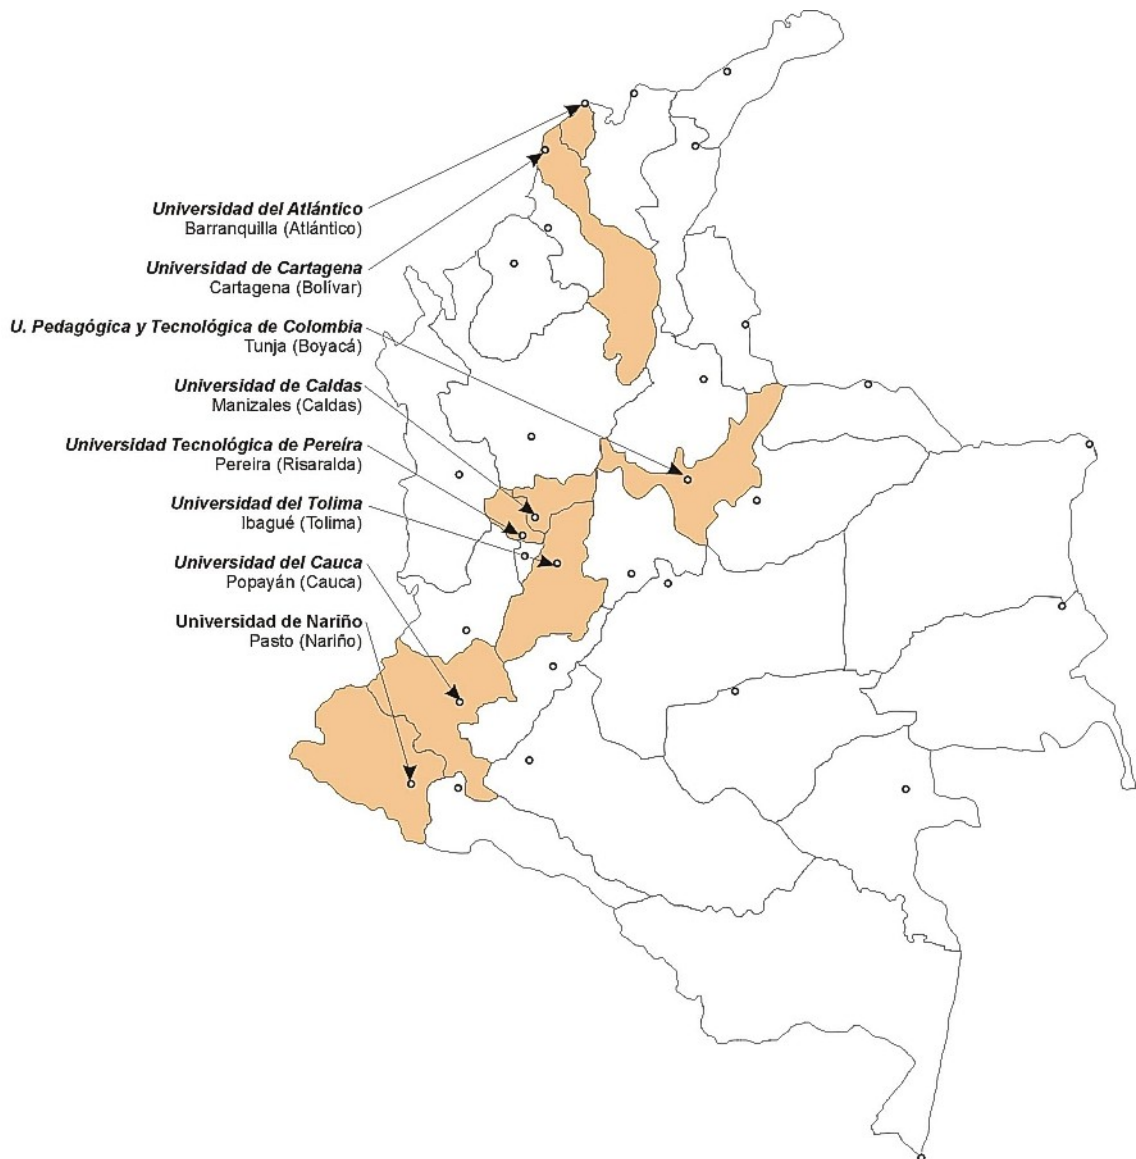 Universidad del Atlántico
Barranquilla (Atlántico)
Universidad de Cartagena
Cartagena (Bolívar)
U. Pedagógica y Tecnológica de Colombia
Tunja (Boyacá)
Universidad de Caldas
Manizales (Caldas)
Universidad Tecnológica de Pereíra
Pereira (Risaralda)
Universidad del Tolima
Ibagué (Tolima)
Universidad del Cauca
Popayán (Cauca)
Universidad de Nariño
Pasto (Nariño)